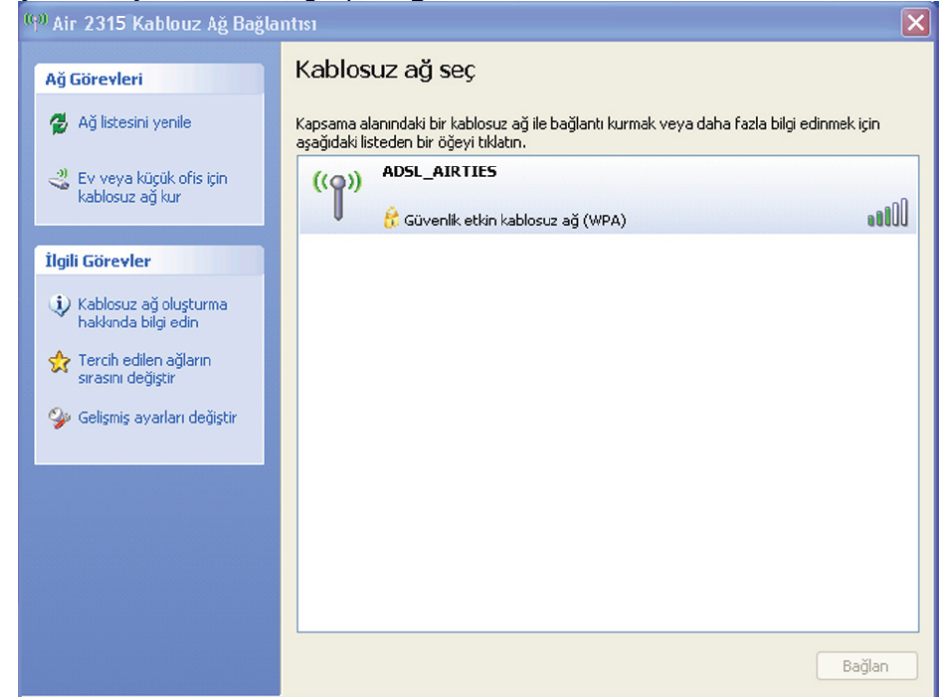 Air 2315 Kablouz Ağ Bağlantısı
Ağ Görevleri
Ağ listesini yenile
Ev veya küçük ofis için
kablosuz ağ kur
İlgili Görevler
Kablosuz ağ oluşturma
hakkında bilgi edin
Tercih edilen ağların
sırasını değiştir
Gelişmiş ayarları değiştir
Kablosuz ağ seç
Kapsama alanındaki bir kablosuz ağ ile bağlantı kurmak veya daha fazla bilgi edinmek için
aşağıdaki listeden bir öğeyi tıklatın.
ADSL_AIRTIES
Güvenlik etkin kablosuz ağ (WPA)
Bağlan